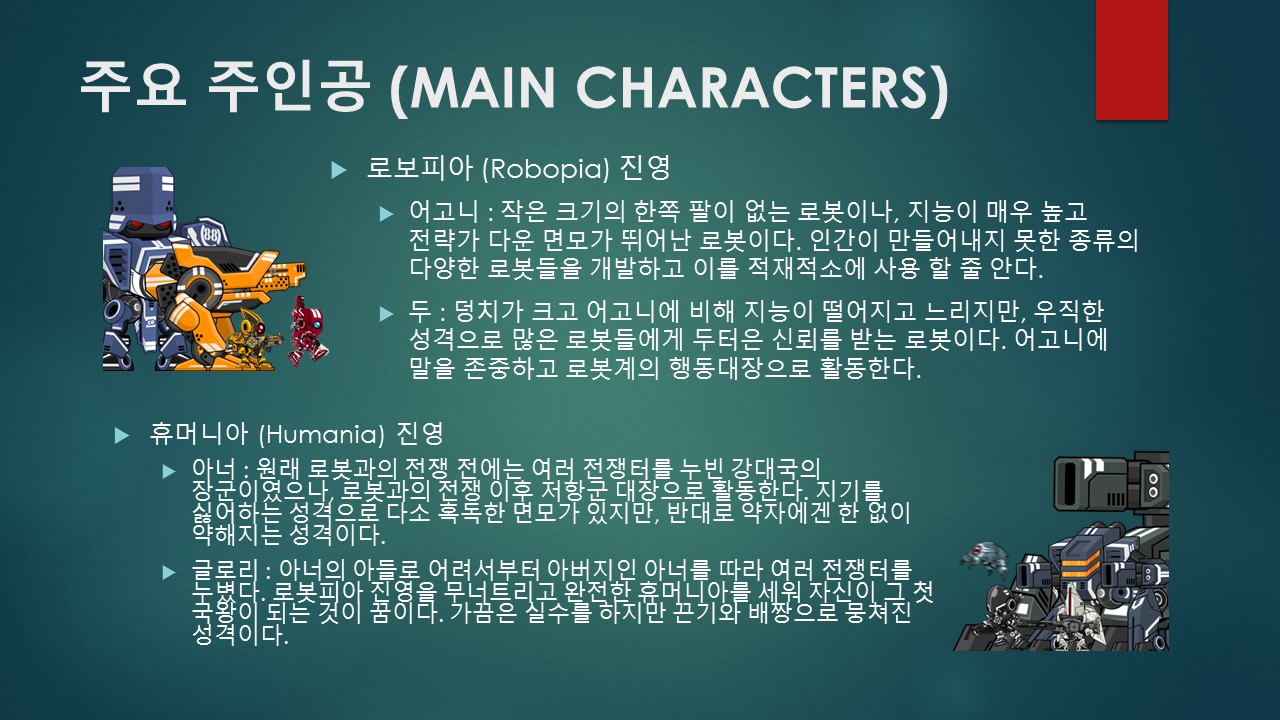 주요 주인공 (MAIN CHARACTERS)
로보피아 (Robopia) 진영
어고니 : 작은 크기의 한쪽 팔이 없는 로봇이나, 지능이 매우 높고
전략가 다운 면모가 뛰어난 로봇이다. 인간이 만들어내지 못한 종류의
다양한 로봇들을 개발하고 이를 적재적소에 사용 할 줄 안다.
두 : 덩치가 크고 어고니에 비해 지능이 떨어지고 느리지만, 우직한
성격으로 많은 로봇들에게 두터운 신뢰를 받는 로봇이다. 어고니에
말을 존중하고 로봇계의 행동대장으로 활동한다.
휴머니아 (Humania) 진영
아너 : 원래 로봇과의 전쟁 전에는 여러 전쟁터를 누빈 강대국의
장군이였으나, 로봇과의 전쟁 이후 저항군 대장으로 활동한다. 지기를
싫어하는 성격으로 다소 혹독한 면모가 있지만, 반대로 약자에겐 한 없이
약해지는 성격이다.
글로리 : 아너의 아들로 어려서부터 아버지인 아너를 따라 여러 전쟁터를
누볐다. 로봇피아 진영을 무너트리고 완전한 휴머니아를 세워 자신이 그 첫
국왕이 되는 것이 꿈이다. 가끔은 실수를 하지만 끈기와 배짱으로 뭉쳐진
성격이다.
88